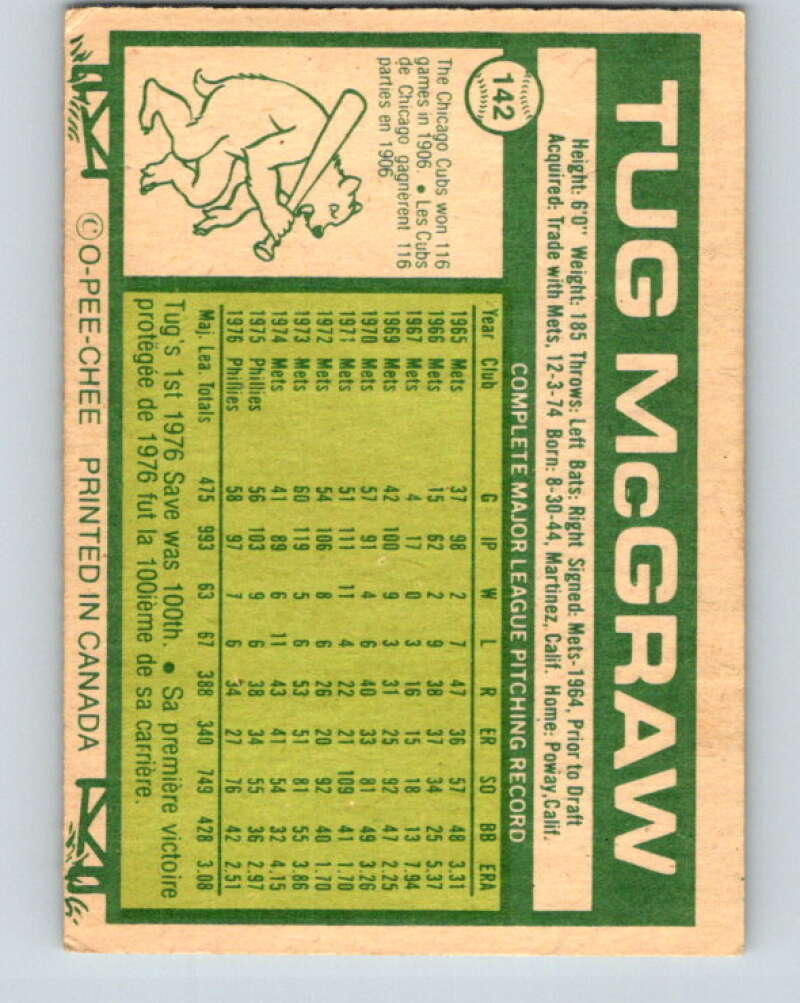 142
TUG McGRAW
Height: 6'0" Weight: 185 Throws: Left Bats: Right Signed: Mets-1964, Prior to Draft
Acquired: Trade with Mets, 12-3-74 Born: 8-30-44, Martinez, Calif. Home: Poway, Calif.
COMPLETE MAJOR LEAGUE PITCHING RECORD
The Chicago Cubs won 116
games in 1906. • Les Cubs
de Chicago gagnèrent 116
parties en 1906.
Year Club G IP W L R ER SO BB ERA
1965 Mets 37 98 2 7 47 36 57 48 3.31
1966 Mets 15 62 2 9 38 37 34 25 5.37
1967 Mets 4 17 0 3 16 15 18 13 7.94
1969 Mets 42 100 9 3 31 25 92 47 2.25
1970 Mets 57 91 4 6 40 33 81 49 3.26
1971 Mets 51 111 11 4 22 21 109 41 1.70
1972 Mets 54 106 8 6 26 20 92 40 1.70
1973 Mets 60 119 5 6 53 51 81 55 3.86
1974 Mets 41 89 6 11 43 41 54 32 4.15
1975 Phillies 56 103 9 6 38 34 55 36 2.97
1976 Phillies 58 97 7 6 34 27 76 42 2.51
Maj. Lea. Totals 475 993 63 67 388 340 749 428 3.08
Tug's 1st 1976 Save was 100th. • Sa première victoire
protégée de 1976 fut la 100ième de sa carrière.
©O-PEE-CHEE PRINTED IN CANADA